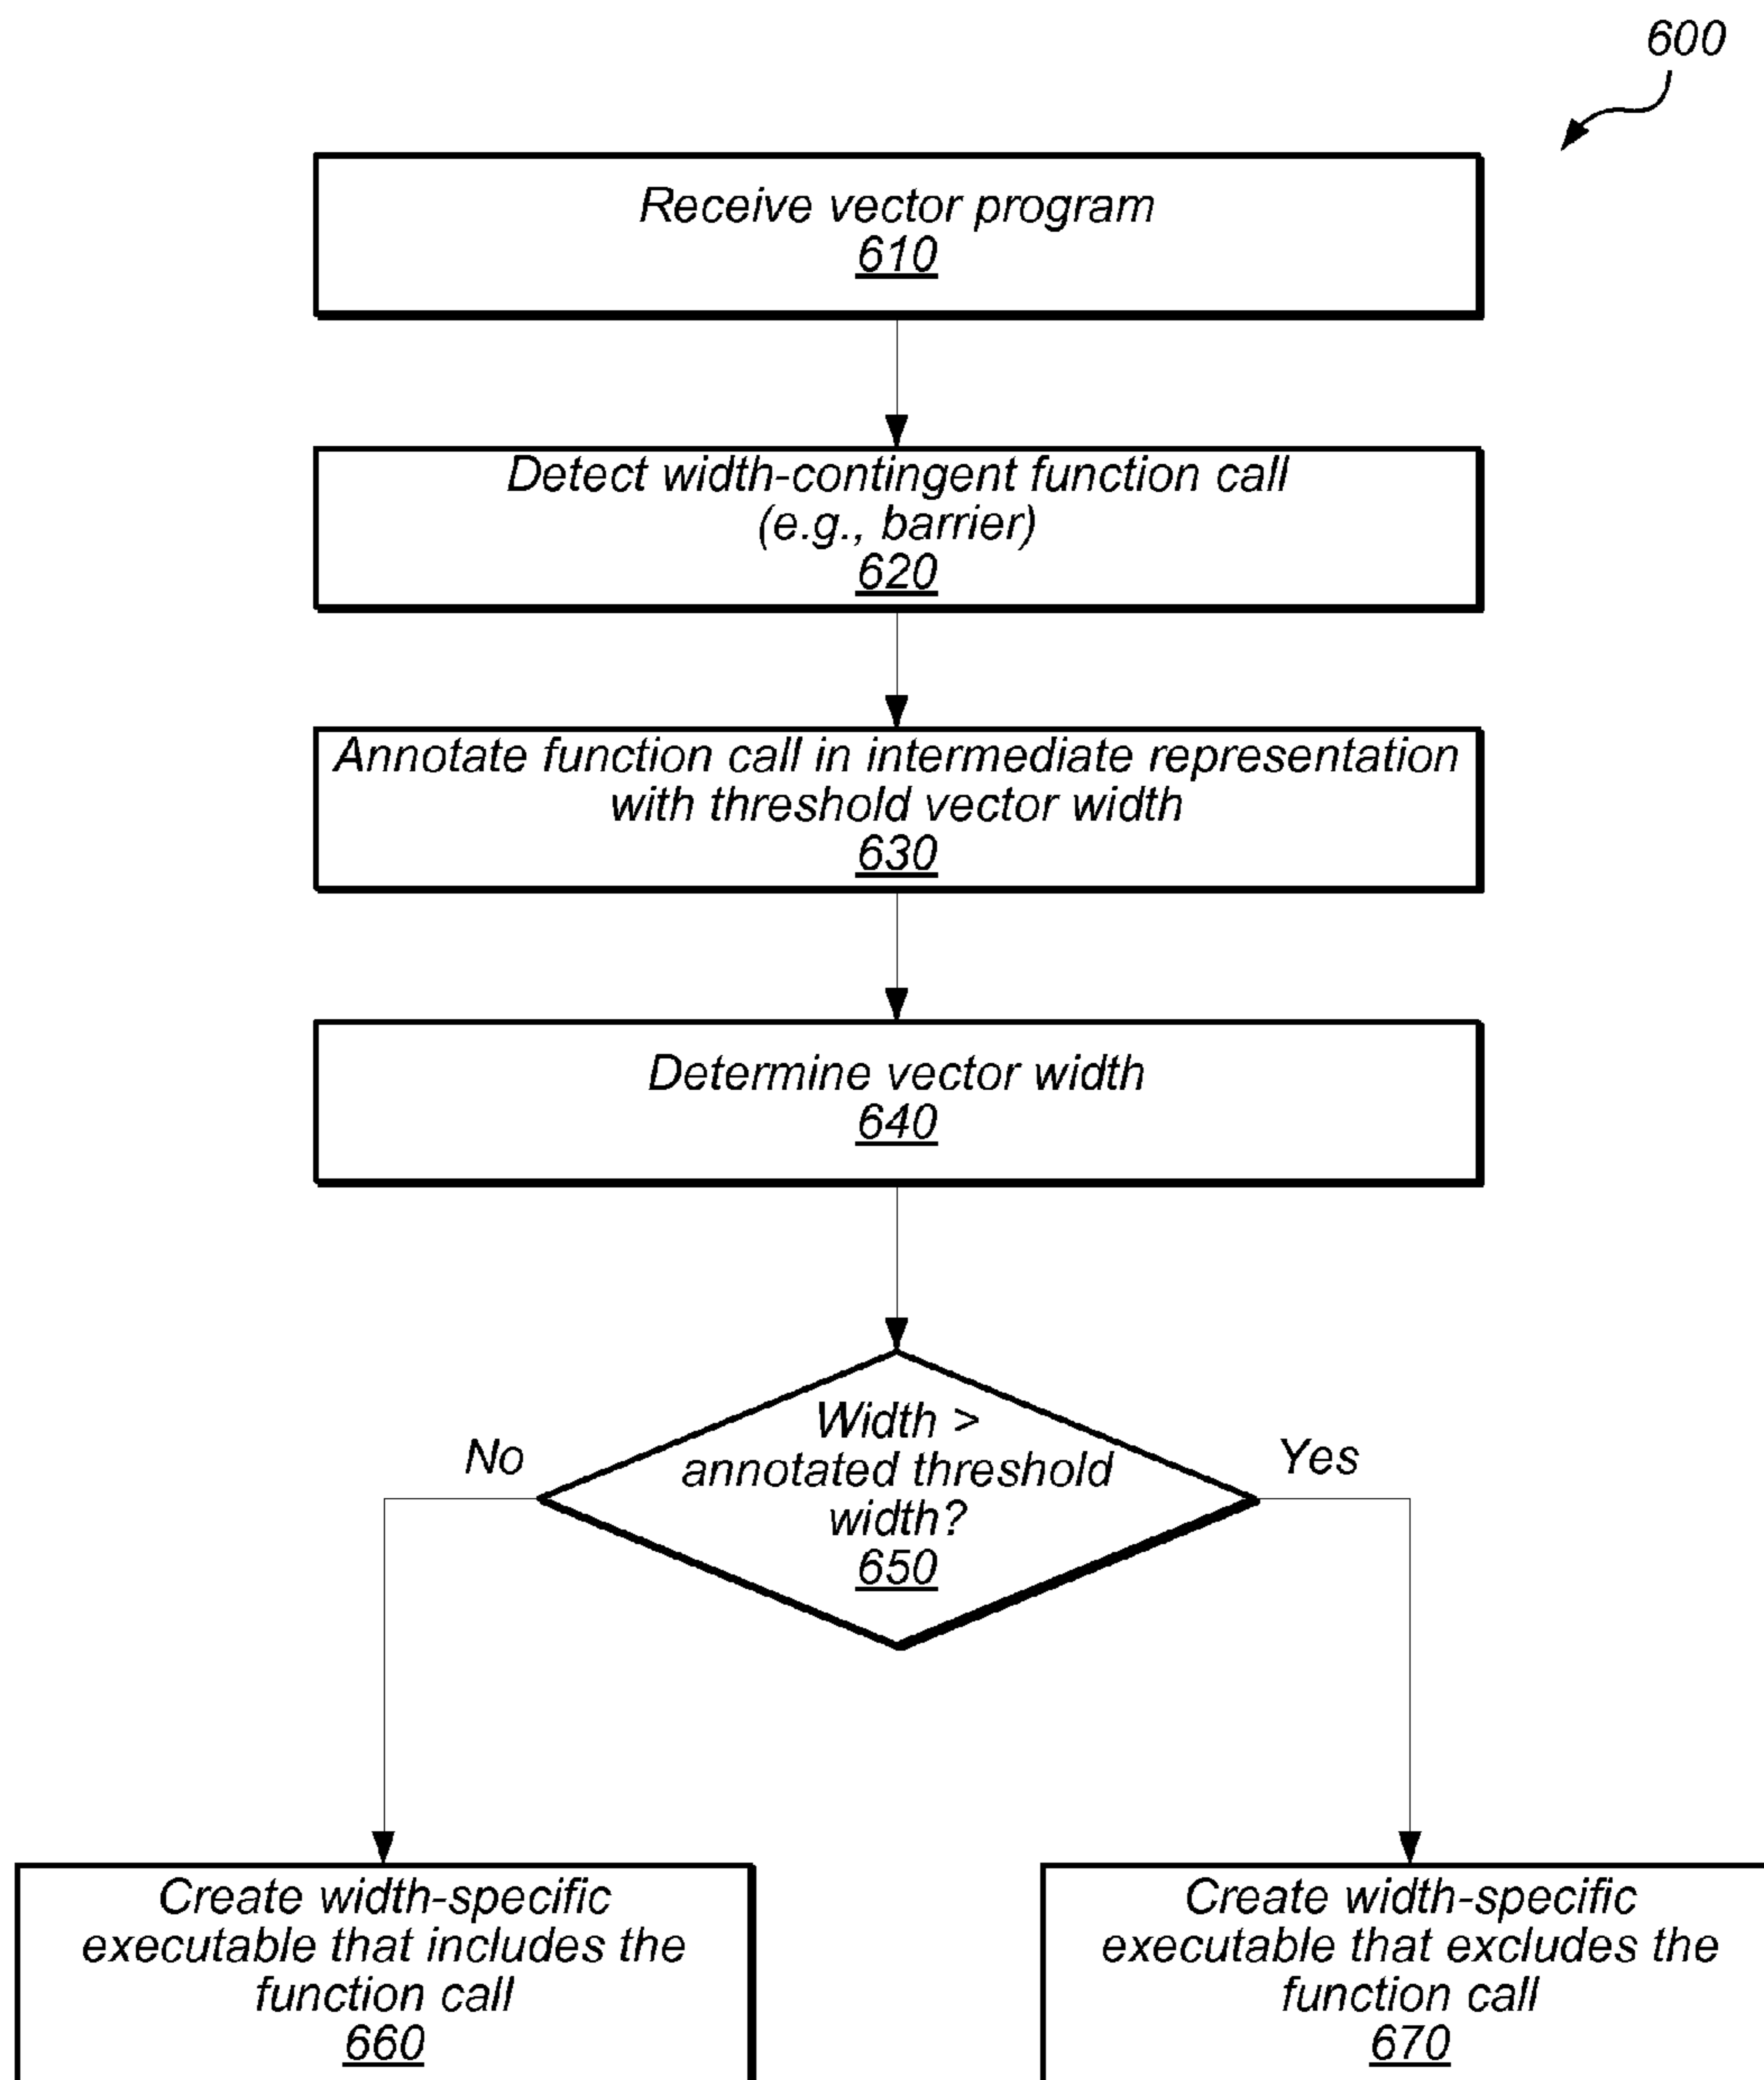 600
Receive vector program
610
Detect width-contingent function call
(e.g., barrier)
620
Annotate function call in intermediate representation
with threshold vector width
630
Determine vector width
640
Width >
annotated threshold
width?
650
No
Yes
Create width-specific
executable that includes the
function call
660
Create width-specific
executable that excludes the
function call
670